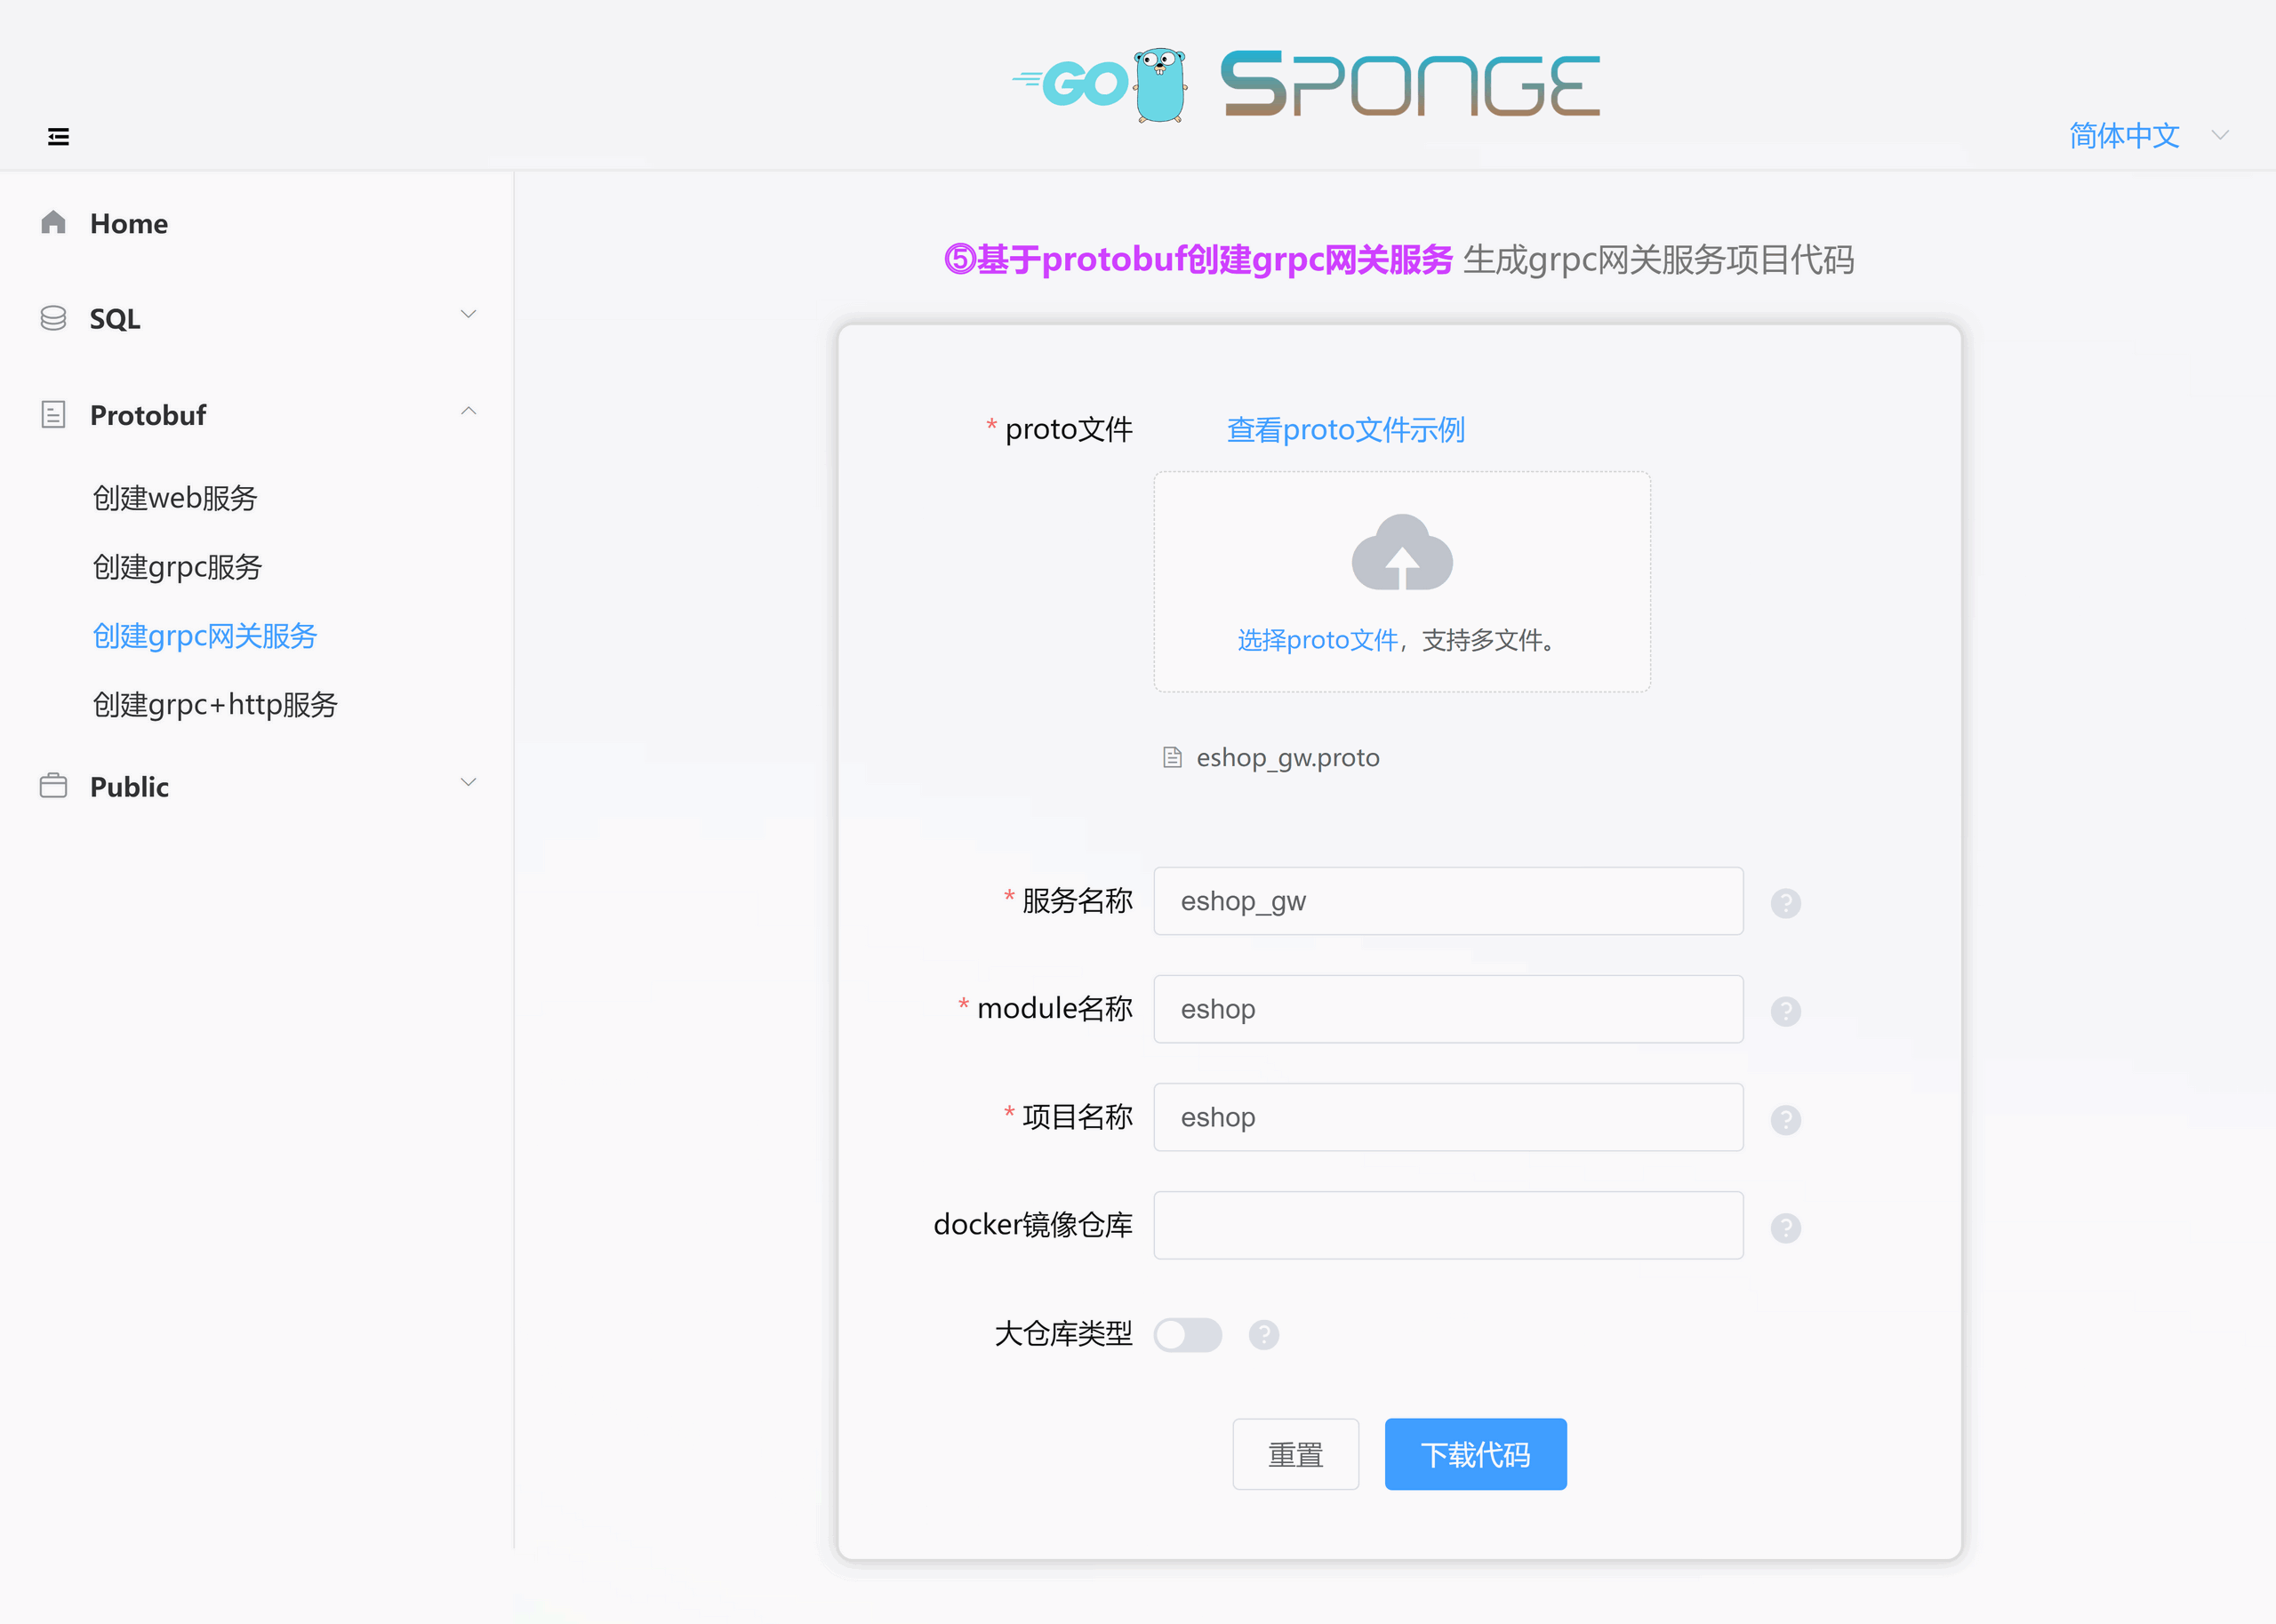 GO SPONGE
简体中文
Home
SQL
Protobuf
创建web服务
创建grpc服务
创建grpc网关服务
创建grpc+http服务
Public
⑤基于protobuf创建grpc网关服务 生成grpc网关服务项目代码
* proto文件 查看proto文件示例
选择proto文件，支持多文件。
eshop_gw.proto
* 服务名称 eshop_gw
* module名称 eshop
* 项目名称 eshop
docker镜像仓库
大仓库类型
重置 下载代码